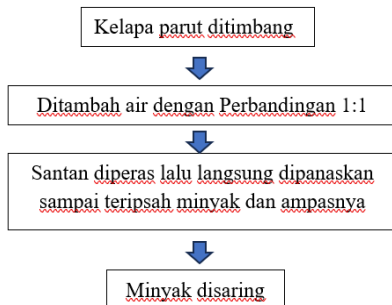 Kelapa parut ditimbang
Ditambah air dengan Perbandingan 1:1
Santan diperas lalu langsung dipanaskan
sampai teripsah minyak dan ampasnya
Minyak disaring